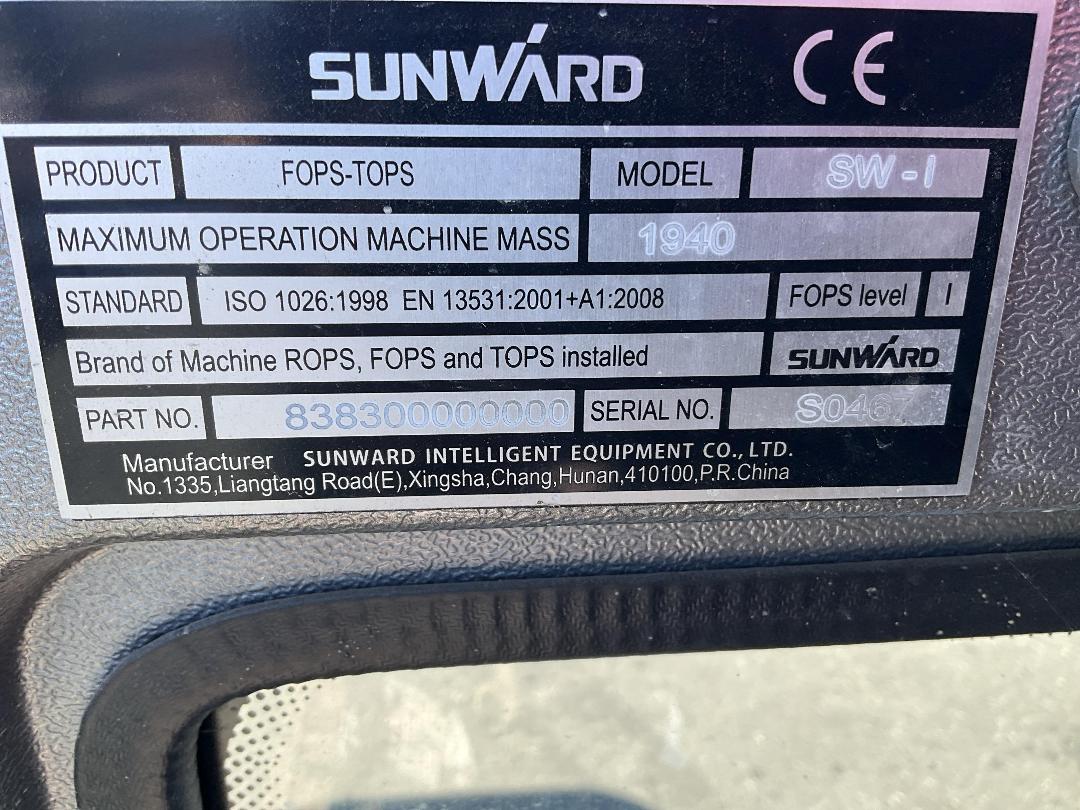 SUNWARD CE
PRODUCT FOPS-TOPS MODEL SW-I
MAXIMUM OPERATION MACHINE MASS 1940
STANDARD ISO 1026:1998 EN 13531:2001+A1:2008 FOPS level I
Brand of Machine ROPS, FOPS and TOPS installed SUNWARD
PART NO. 838300000000 SERIAL NO. S0467
Manufacturer SUNWARD INTELLIGENT EQUIPMENT CO., LTD.
No.1335,Liangtang Road(E),Xingsha,Chang,Hunan,410100,P.R.China